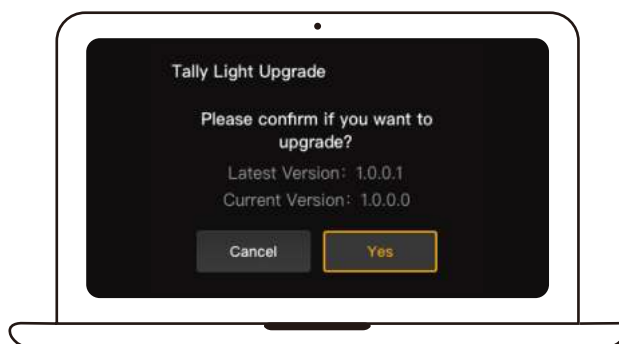 Tally Light Upgrade
Please confirm if you want to
upgrade?
Latest Version：1.0.0.1
Current Version：1.0.0.0
Cancel
Yes